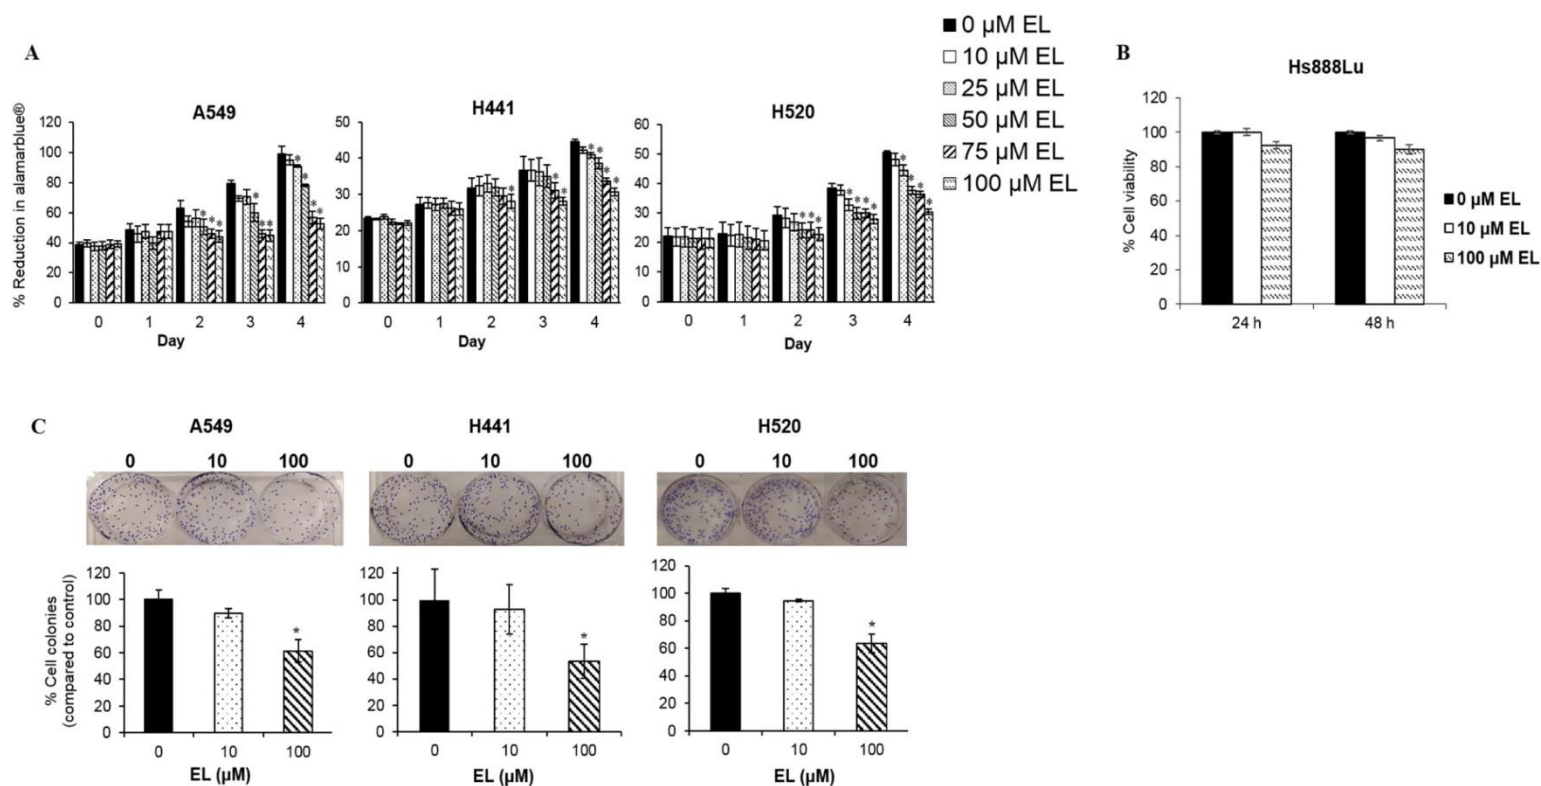 A
A549
% Reduction in alamarblue®
120
100
80
60
40
20
0
0 1 2 3 4
Day
H441
50
40
30
20
10
0
0 1 2 3 4
Day
H520
60
50
40
30
20
10
0
0 1 2 3 4
Day
0 µM EL
10 µM EL
25 µM EL
50 µM EL
75 µM EL
100 µM EL
B
Hs888Lu
% Cell viability
120
100
80
60
40
20
0
24 h 48 h
0 µM EL
10 µM EL
100 µM EL
C
A549
0 10 100
H441
0 10 100
H520
0 10 100
% Cell colonies
(compared to control)
120
100
80
60
40
20
0
0 10 100
EL (µM)
120
100
80
60
40
20
0
0 10 100
EL (µM)
120
100
80
60
40
20
0
0 10 100
EL (µM)